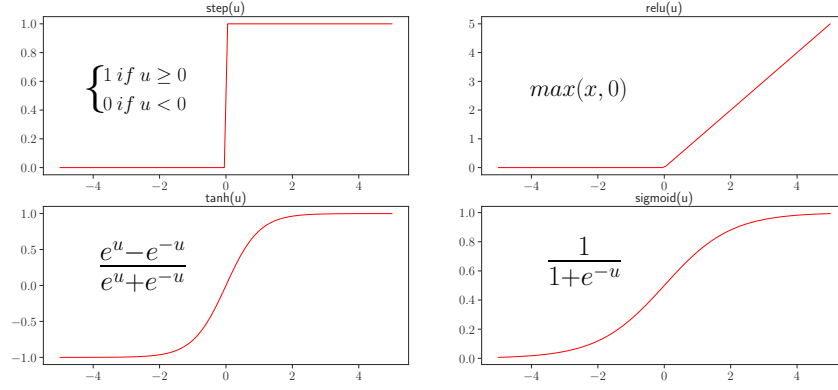 step(u)
1.0
0.8
0.6
0.4
0.2
0.0
{1 if u ≥ 0
0 if u < 0
−4 −2 0 2 4
relu(u)
5
4
3
2
1
0
max(x, 0)
−4 −2 0 2 4
tanh(u)
1.0
0.5
0.0
−0.5
−1.0
e^u−e^−u
e^u+e^−u
−4 −2 0 2 4
sigmoid(u)
1.0
0.8
0.6
0.4
0.2
0.0
1
1+e^−u
−4 −2 0 2 4